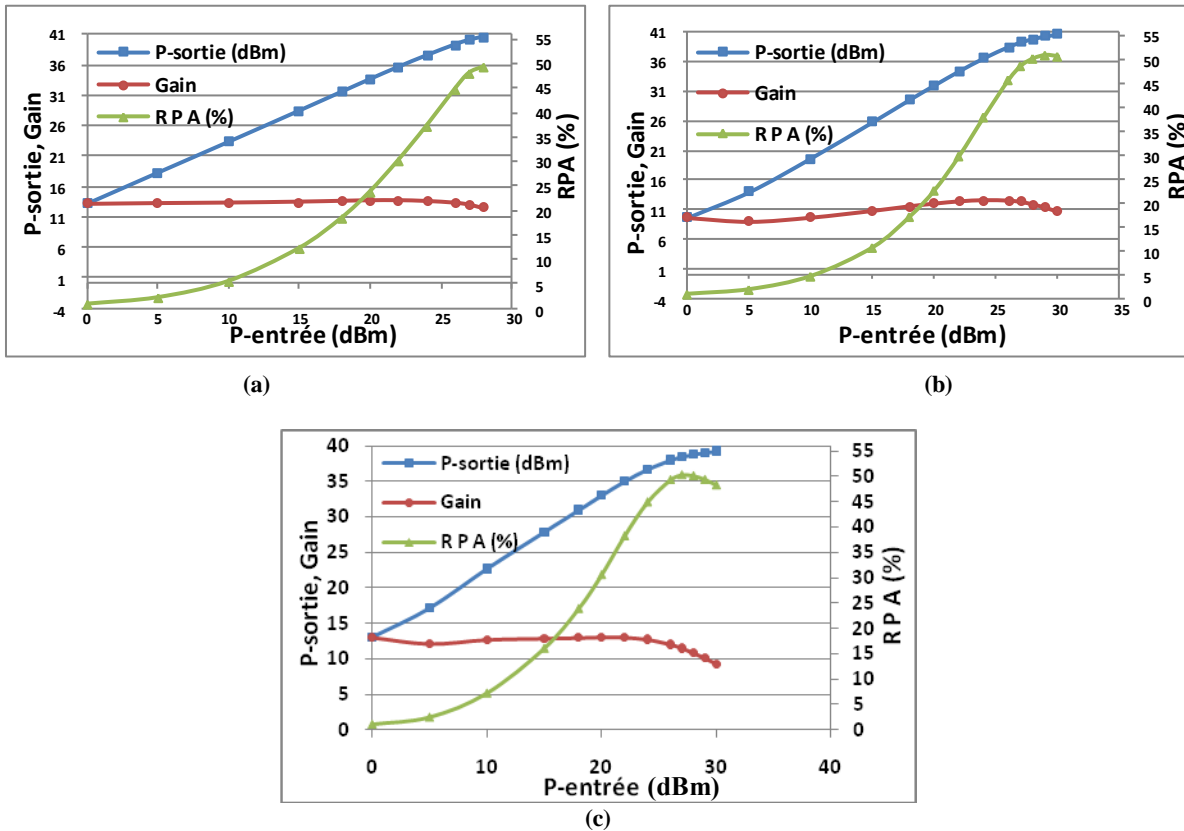 41
36
31
26
21
16
11
6
1
-4
P-sortie, Gain
P-sortie (dBm)
Gain
R P A (%)
55
50
45
40
35
30
25
20
15
10
5
0
RPA (%)
0 5 10 15 20 25 30
P-entrée (dBm)
(a)
41
36
31
26
21
16
11
6
1
-4
P-sortie, Gain
P-sortie (dBm)
Gain
R P A (%)
55
50
45
40
35
30
25
20
15
10
5
0
RPA (%)
0 5 10 15 20 25 30 35
P-entrée (dBm)
(b)
40
35
30
25
20
15
10
5
0
P-sortie, Gain
P-sortie (dBm)
Gain
R P A (%)
55
50
45
40
35
30
25
20
15
10
5
0
R P A (%)
0 10 20 30 40
P-entrée (dBm)
(c)